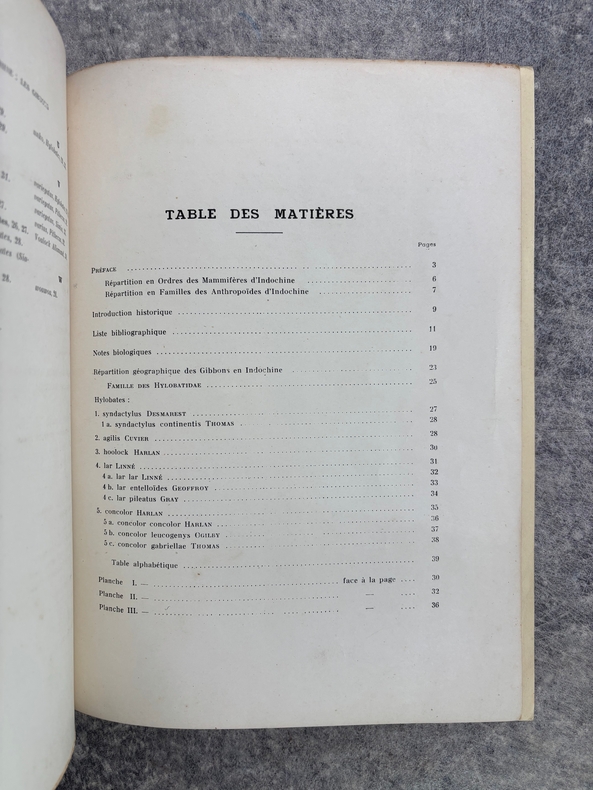 TABLE DES MATIÈRES
Pages
PRÉFACE 3
Répartition en Ordres des Mammifères d'Indochine 6
Répartition en Familles des Anthropoïdes d'Indochine 7
Introduction historique 9
Liste bibliographique 11
Notes biologiques 19
Répartition géographique des Gibbons en Indochine 23
FAMILLE DES HYLOBATIDAE 25
Hylobates :
1. syndactylus DESMAREST 27
1 a. syndactylus continentis THOMAS 28
2. agilis CUVIER 28
3. hoolock HARLAN 30
4. lar LINNÉ 31
4 a. lar lar LINNÉ 32
4 b. lar entelloïdes GEOFFROY 33
4 c. lar pileatus GRAY 34
5. concolor HARLAN 35
5 a. concolor concolor HARLAN 36
5 b. concolor leucogenys OGILBY 37
5 c. concolor gabriellae THOMAS 38
Table alphabétique 39
Planche I. — face à la page 30
Planche II. — — 32
Planche III. — — 36